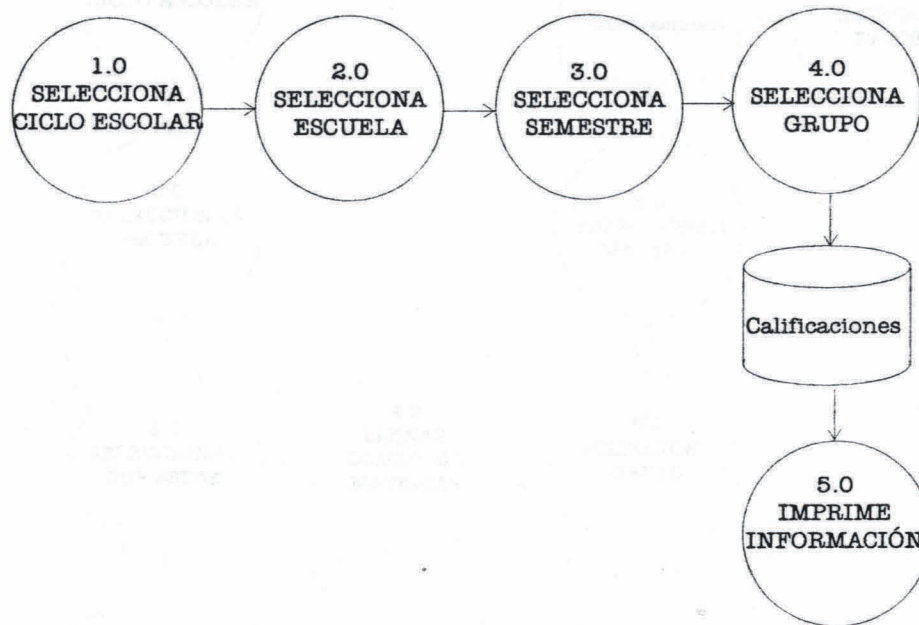 1.0
SELECCIONA
CICLO ESCOLAR
2.0
SELECCIONA
ESCUELA
3.0
SELECCIONA
SEMESTRE
4.0
SELECCIONA
GRUPO
Calificaciones
5.0
IMPRIME
INFORMACIÓN